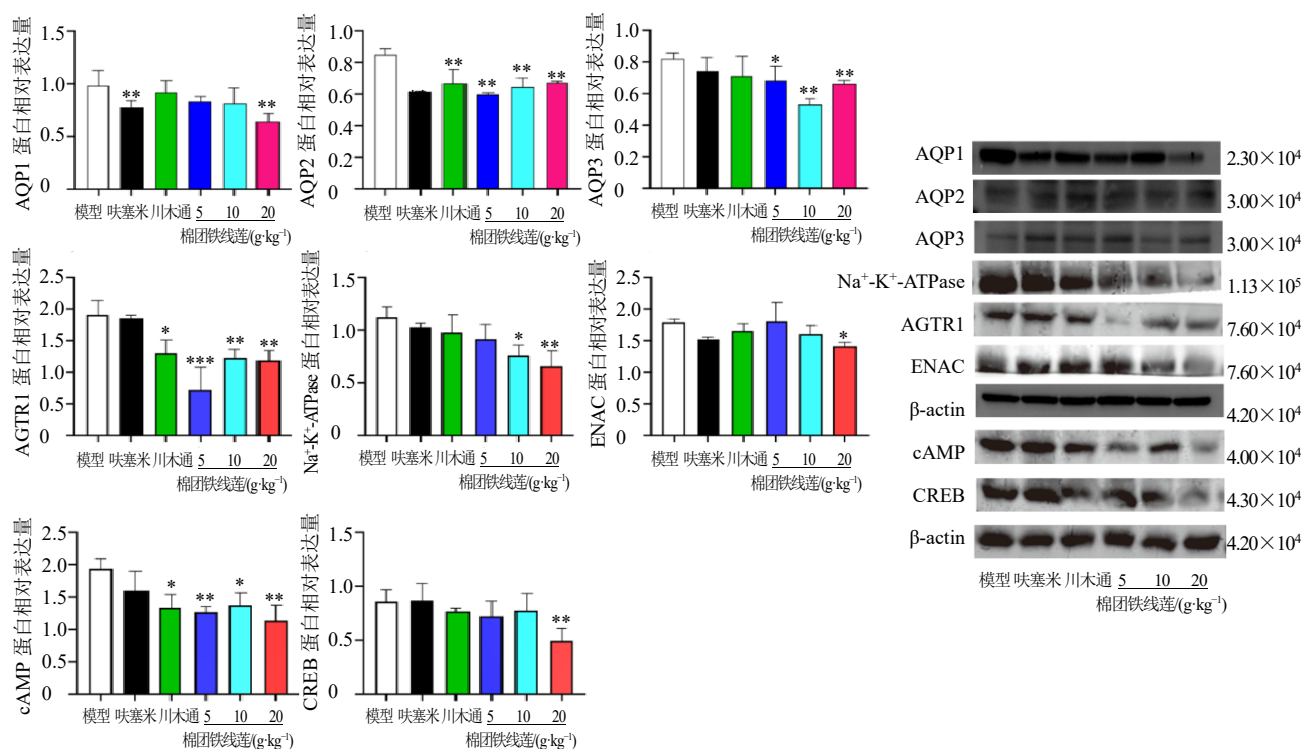 AQP1 蛋白相对表达量
1.5
1.0
0.5
0
**
**
模型 呋塞米 川木通 5 10 20
棉团铁线莲/(g·kg⁻¹)
AQP2 蛋白相对表达量
1.0
0.8
0.6
0.4
0.2
0
**
**
**
**
模型 呋塞米 川木通 5 10 20
棉团铁线莲/(g·kg⁻¹)
AQP3 蛋白相对表达量
1.0
0.8
0.6
0.4
0.2
0
*
**
**
模型 呋塞米 川木通 5 10 20
棉团铁线莲/(g·kg⁻¹)
AGTR1 蛋白相对表达量
2.5
2.0
1.5
1.0
0.5
0
*
***
**
**
模型 呋塞米 川木通 5 10 20
棉团铁线莲/(g·kg⁻¹)
Na⁺-K⁺-ATPase 蛋白相对表达量
1.5
1.0
0.5
0
*
**
模型 呋塞米 川木通 5 10 20
棉团铁线莲/(g·kg⁻¹)
ENAC 蛋白相对表达量
2.5
2.0
1.5
1.0
0.5
0
*
模型 呋塞米 川木通 5 10 20
棉团铁线莲/(g·kg⁻¹)
cAMP 蛋白相对表达量
2.5
2.0
1.5
1.0
0.5
0
*
**
*
**
模型 呋塞米 川木通 5 10 20
棉团铁线莲/(g·kg⁻¹)
CREB 蛋白相对表达量
1.5
1.0
0.5
0
**
模型 呋塞米 川木通 5 10 20
棉团铁线莲/(g·kg⁻¹)
AQP1 2.30×10⁴
AQP2 3.00×10⁴
AQP3 3.00×10⁴
Na⁺-K⁺-ATPase 1.13×10⁵
AGTR1 7.60×10⁴
ENAC 7.60×10⁴
β-actin 4.20×10⁴
cAMP 4.00×10⁴
CREB 4.30×10⁴
β-actin 4.20×10⁴
模型 呋塞米 川木通 5 10 20
棉团铁线莲/(g·kg⁻¹)